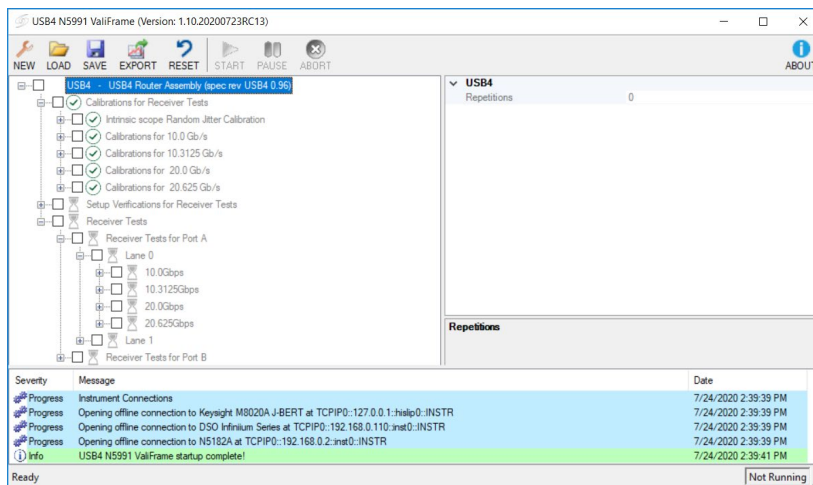 USB4 N5991 ValiFrame (Version: 1.10.20200723RC13)
NEW LOAD SAVE EXPORT RESET START PAUSE ABORT ABOUT
USB4 - USB4 Router Assembly (spec rev USB4 0.96)
Calibrations for Receiver Tests
Intrinsic scope Random Jitter Calibration
Calibrations for 10.0 Gb/s
Calibrations for 10.3125 Gb/s
Calibrations for 20.0 Gb/s
Calibrations for 20.625 Gb/s
Setup Verifications for Receiver Tests
Receiver Tests
Receiver Tests for Port A
Lane 0
10.0Gbps
10.3125Gbps
20.0Gbps
20.625Gbps
Lane 1
Receiver Tests for Port B
USB4
Repetitions 0
Repetitions
Severity Message Date
Progress Instrument Connections 7/24/2020 2:39:39 PM
Progress Opening offline connection to Keysight M8020A J-BERT at TCPIP0::127.0.0.1::hislip0::INSTR 7/24/2020 2:39:39 PM
Progress Opening offline connection to DSO Infiniium Series at TCPIP0::192.168.0.110::inst0::INSTR 7/24/2020 2:39:39 PM
Progress Opening offline connection to N5182A at TCPIP0::192.168.0.2::inst0::INSTR 7/24/2020 2:39:39 PM
Info USB4 N5991 ValiFrame startup complete! 7/24/2020 2:39:41 PM
Ready Not Running